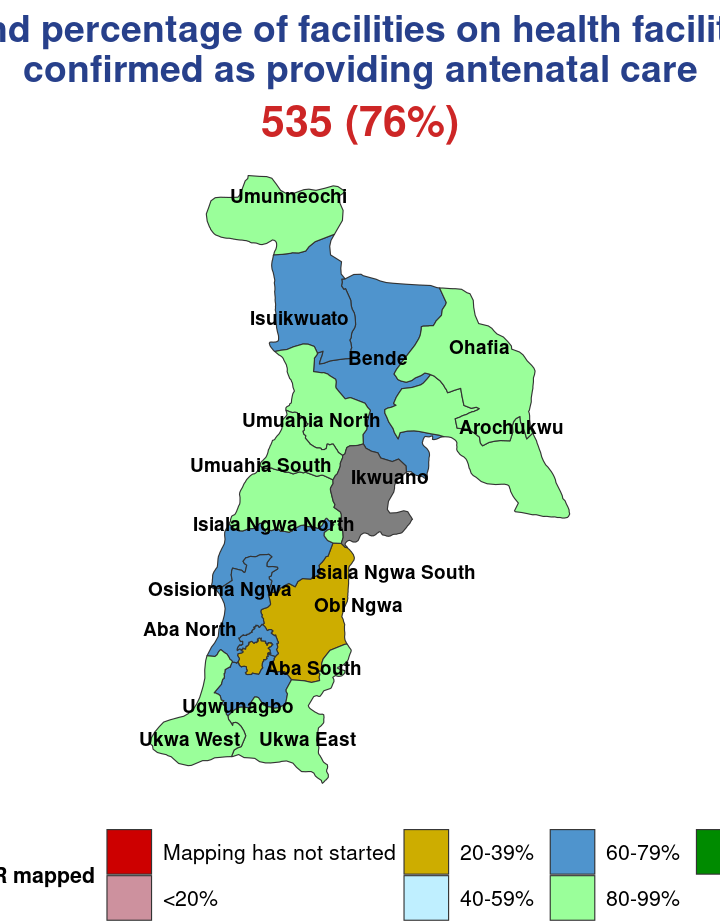 nd percentage of facilities on health facilit
confirmed as providing antenatal care
535 (76%)
Umunneochi
Isuikwuato
Ohafia
Bende
Umuahia North
Arochukwu
Umuahia South
Ikwuano
Isiala Ngwa North
Isiala Ngwa South
Osisioma Ngwa
Obi Ngwa
Aba North
Aba South
Ugwunagbo
Ukwa West
Ukwa East
R mapped
Mapping has not started
20-39%
60-79%
<20%
40-59%
80-99%